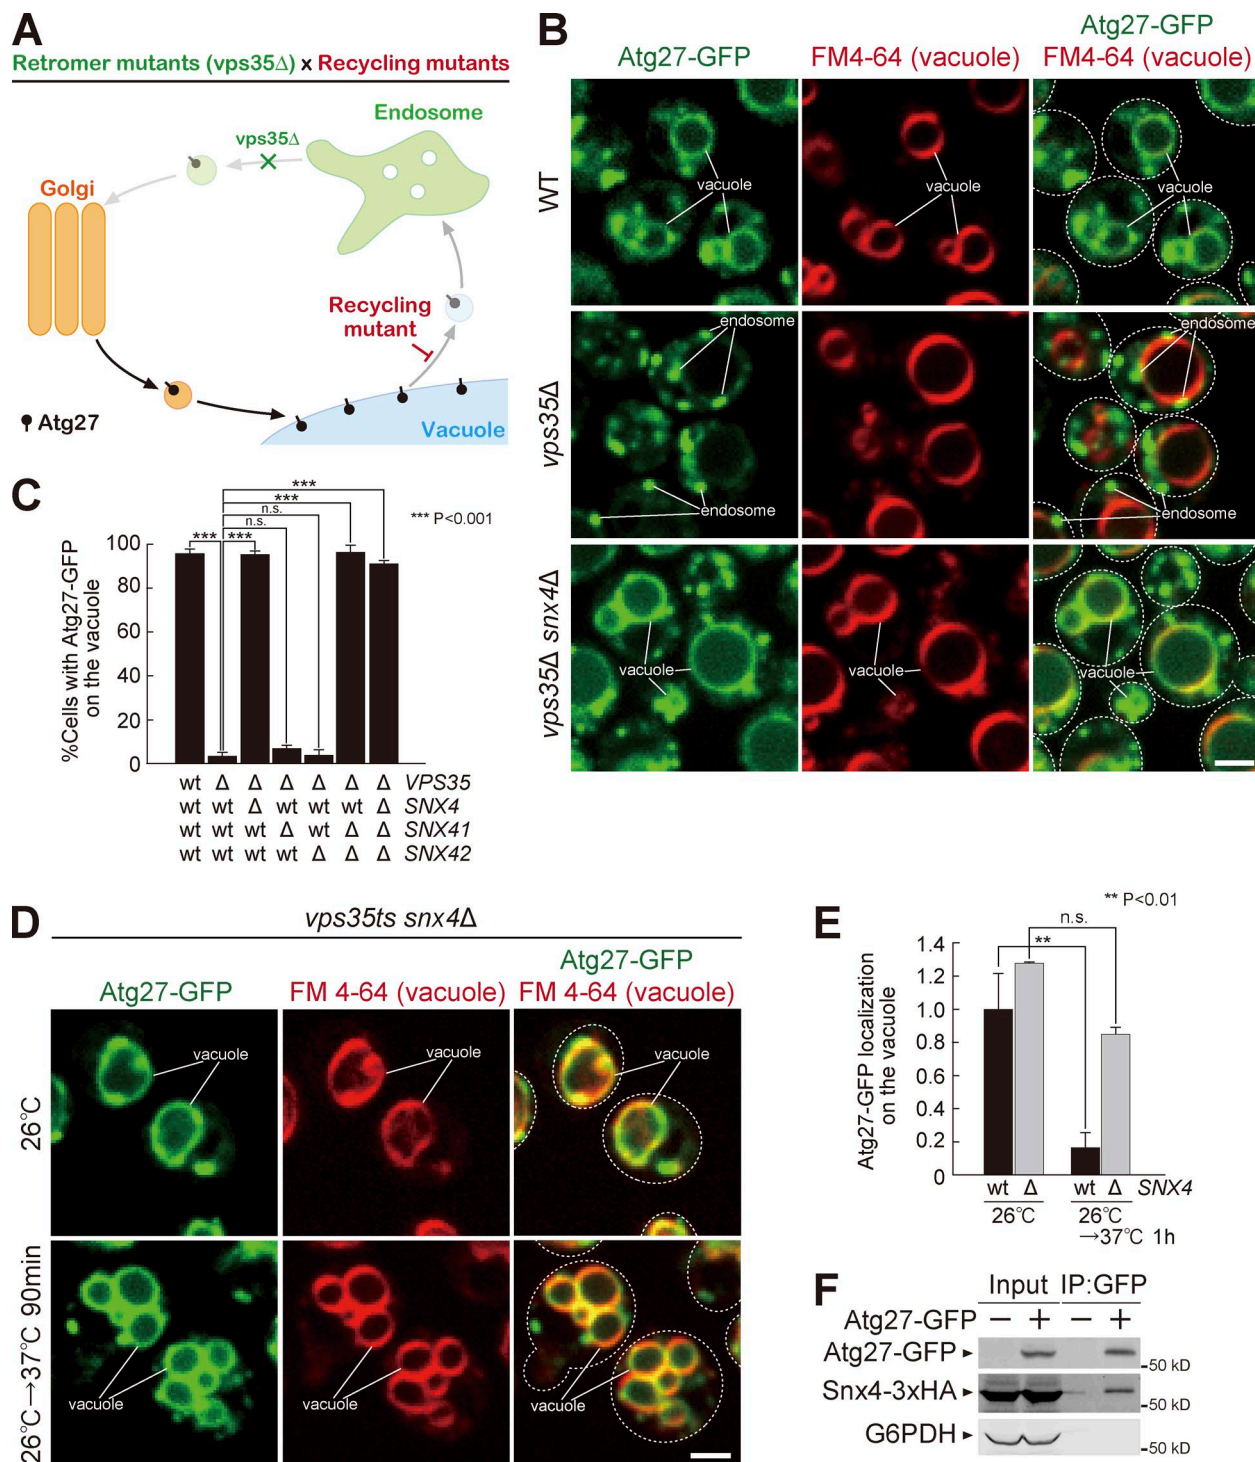 A
Retromer mutants (vps35Δ) x Recycling mutants
Endosome
vps35Δ
Golgi
Recycling
mutant
Atg27
Vacuole
B
Atg27-GFP
FM4-64 (vacuole)
Atg27-GFP
FM4-64 (vacuole)
WT
vacuole
vacuole
vacuole
vps35Δ
endosome
endosome
endosome
endosome
vps35Δ snx4Δ
vacuole
vacuole
vacuole
C
*** P<0.001
***
***
n.s.
n.s.
***
***
%Cells with Atg27-GFP
on the vacuole
100
80
60
40
20
0
wt Δ Δ Δ Δ Δ Δ VPS35
wt wt Δ wt wt wt Δ SNX4
wt wt wt Δ wt Δ Δ SNX41
wt wt wt wt Δ Δ Δ SNX42
D
vps35ts snx4Δ
Atg27-GFP
FM 4-64 (vacuole)
Atg27-GFP
FM 4-64 (vacuole)
26℃
vacuole
vacuole
vacuole
26℃→37℃ 90min
vacuole
vacuole
vacuole
E
** P<0.01
n.s.
**
Atg27-GFP localization
on the vacuole
1.4
1.2
1.0
0.8
0.6
0.4
0.2
0
wt Δ wt Δ SNX4
26℃ 26℃
→37℃ 1h
F
Input IP:GFP
Atg27-GFP − + − +
Atg27-GFP
50 kD
Snx4-3xHA
50 kD
G6PDH
50 kD